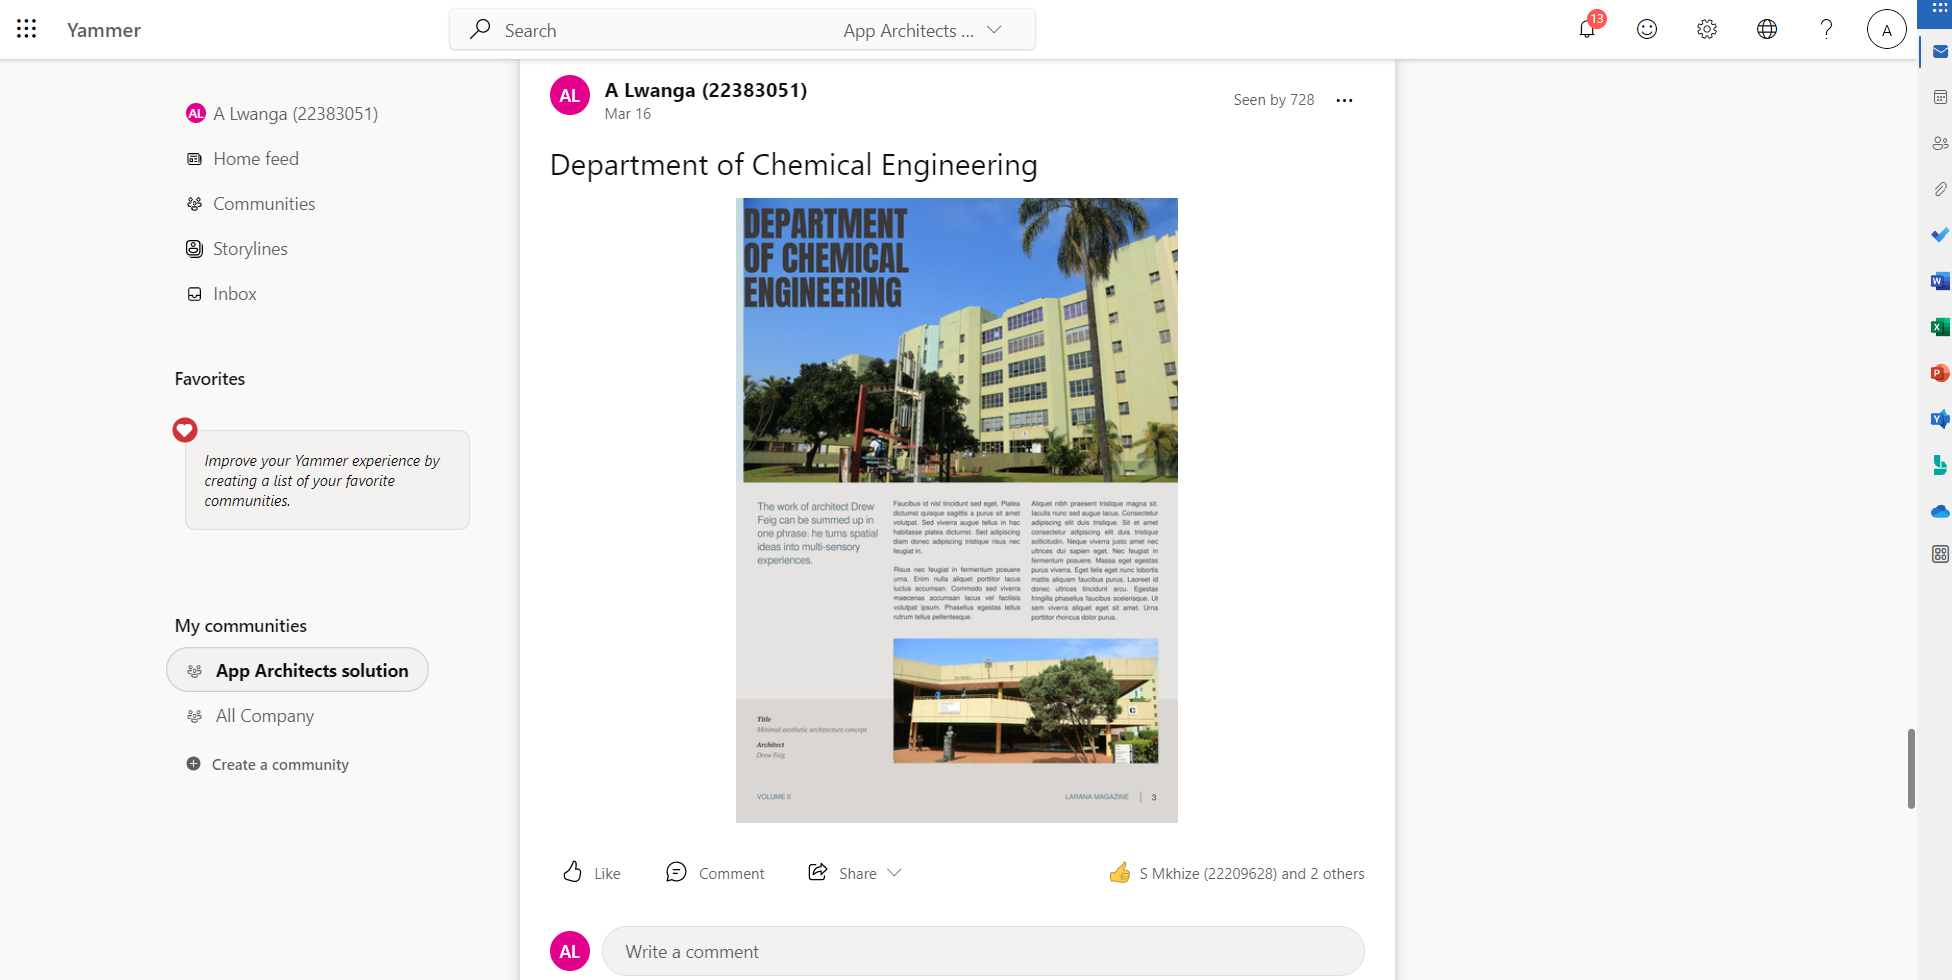 Yammer
Search
App Architects ...
13
A
AL A Lwanga (22383051)
Home feed
Communities
Storylines
Inbox
Favorites
Improve your Yammer experience by
creating a list of your favorite
communities.
My communities
App Architects solution
All Company
Create a community
AL
A Lwanga (22383051)
Mar 16
Seen by 728
Department of Chemical Engineering
DEPARTMENT
OF CHEMICAL
ENGINEERING
The work of architect Drew
Feig can be summed up in
one phrase: he turns spatial
ideas into multi-sensory
experiences.
Faucibus id nisl tincidunt sed eget. Platea
dictumst quisque sagittis a purus sit amet
volutpat. Sed viverra augue tellus in hac
habitasse platea dictumst. Sed adipiscing
diam donec adipiscing tristique risus nec
feugiat in.
Risus nec feugiat in fermentum posuere
urna. Enim nulla aliquet porttitor lacus
luctus accumsan. Commodo sed viverra
maecenas accumsan lacus vel facilisis
volutpat ipsum. Phasellus egestas tellus
rutrum tellus pellentesque.
Aliquet nibh praesent tristique magna sit.
Iaculis nunc sed augue lacus. Consectetur
adipiscing elit duis tristique. Sit et amet
consectetur adipiscing elit duis tristique
sollicitudin. Neque viverra justo amet nec
ultrices dui sapien eget. Nec feugiat in
fermentum posuere. Massa eget egestas
purus viverra. Eget felis eget nunc lobortis
mattis aliquam faucibus purus. Laoreet id
donec ultrices tincidunt arcu. Egestas
fringilla phasellus faucibus scelerisque. Ut
sem viverra aliquet eget sit amet. Urna
porttitor rhoncus dolor purus.
Title
Minimal aesthetic architecture concept
Architect
Drew Feig
VOLUME II
LARANA MAGAZINE | 3
Like
Comment
Share
S Mkhize (22209628) and 2 others
AL
Write a comment